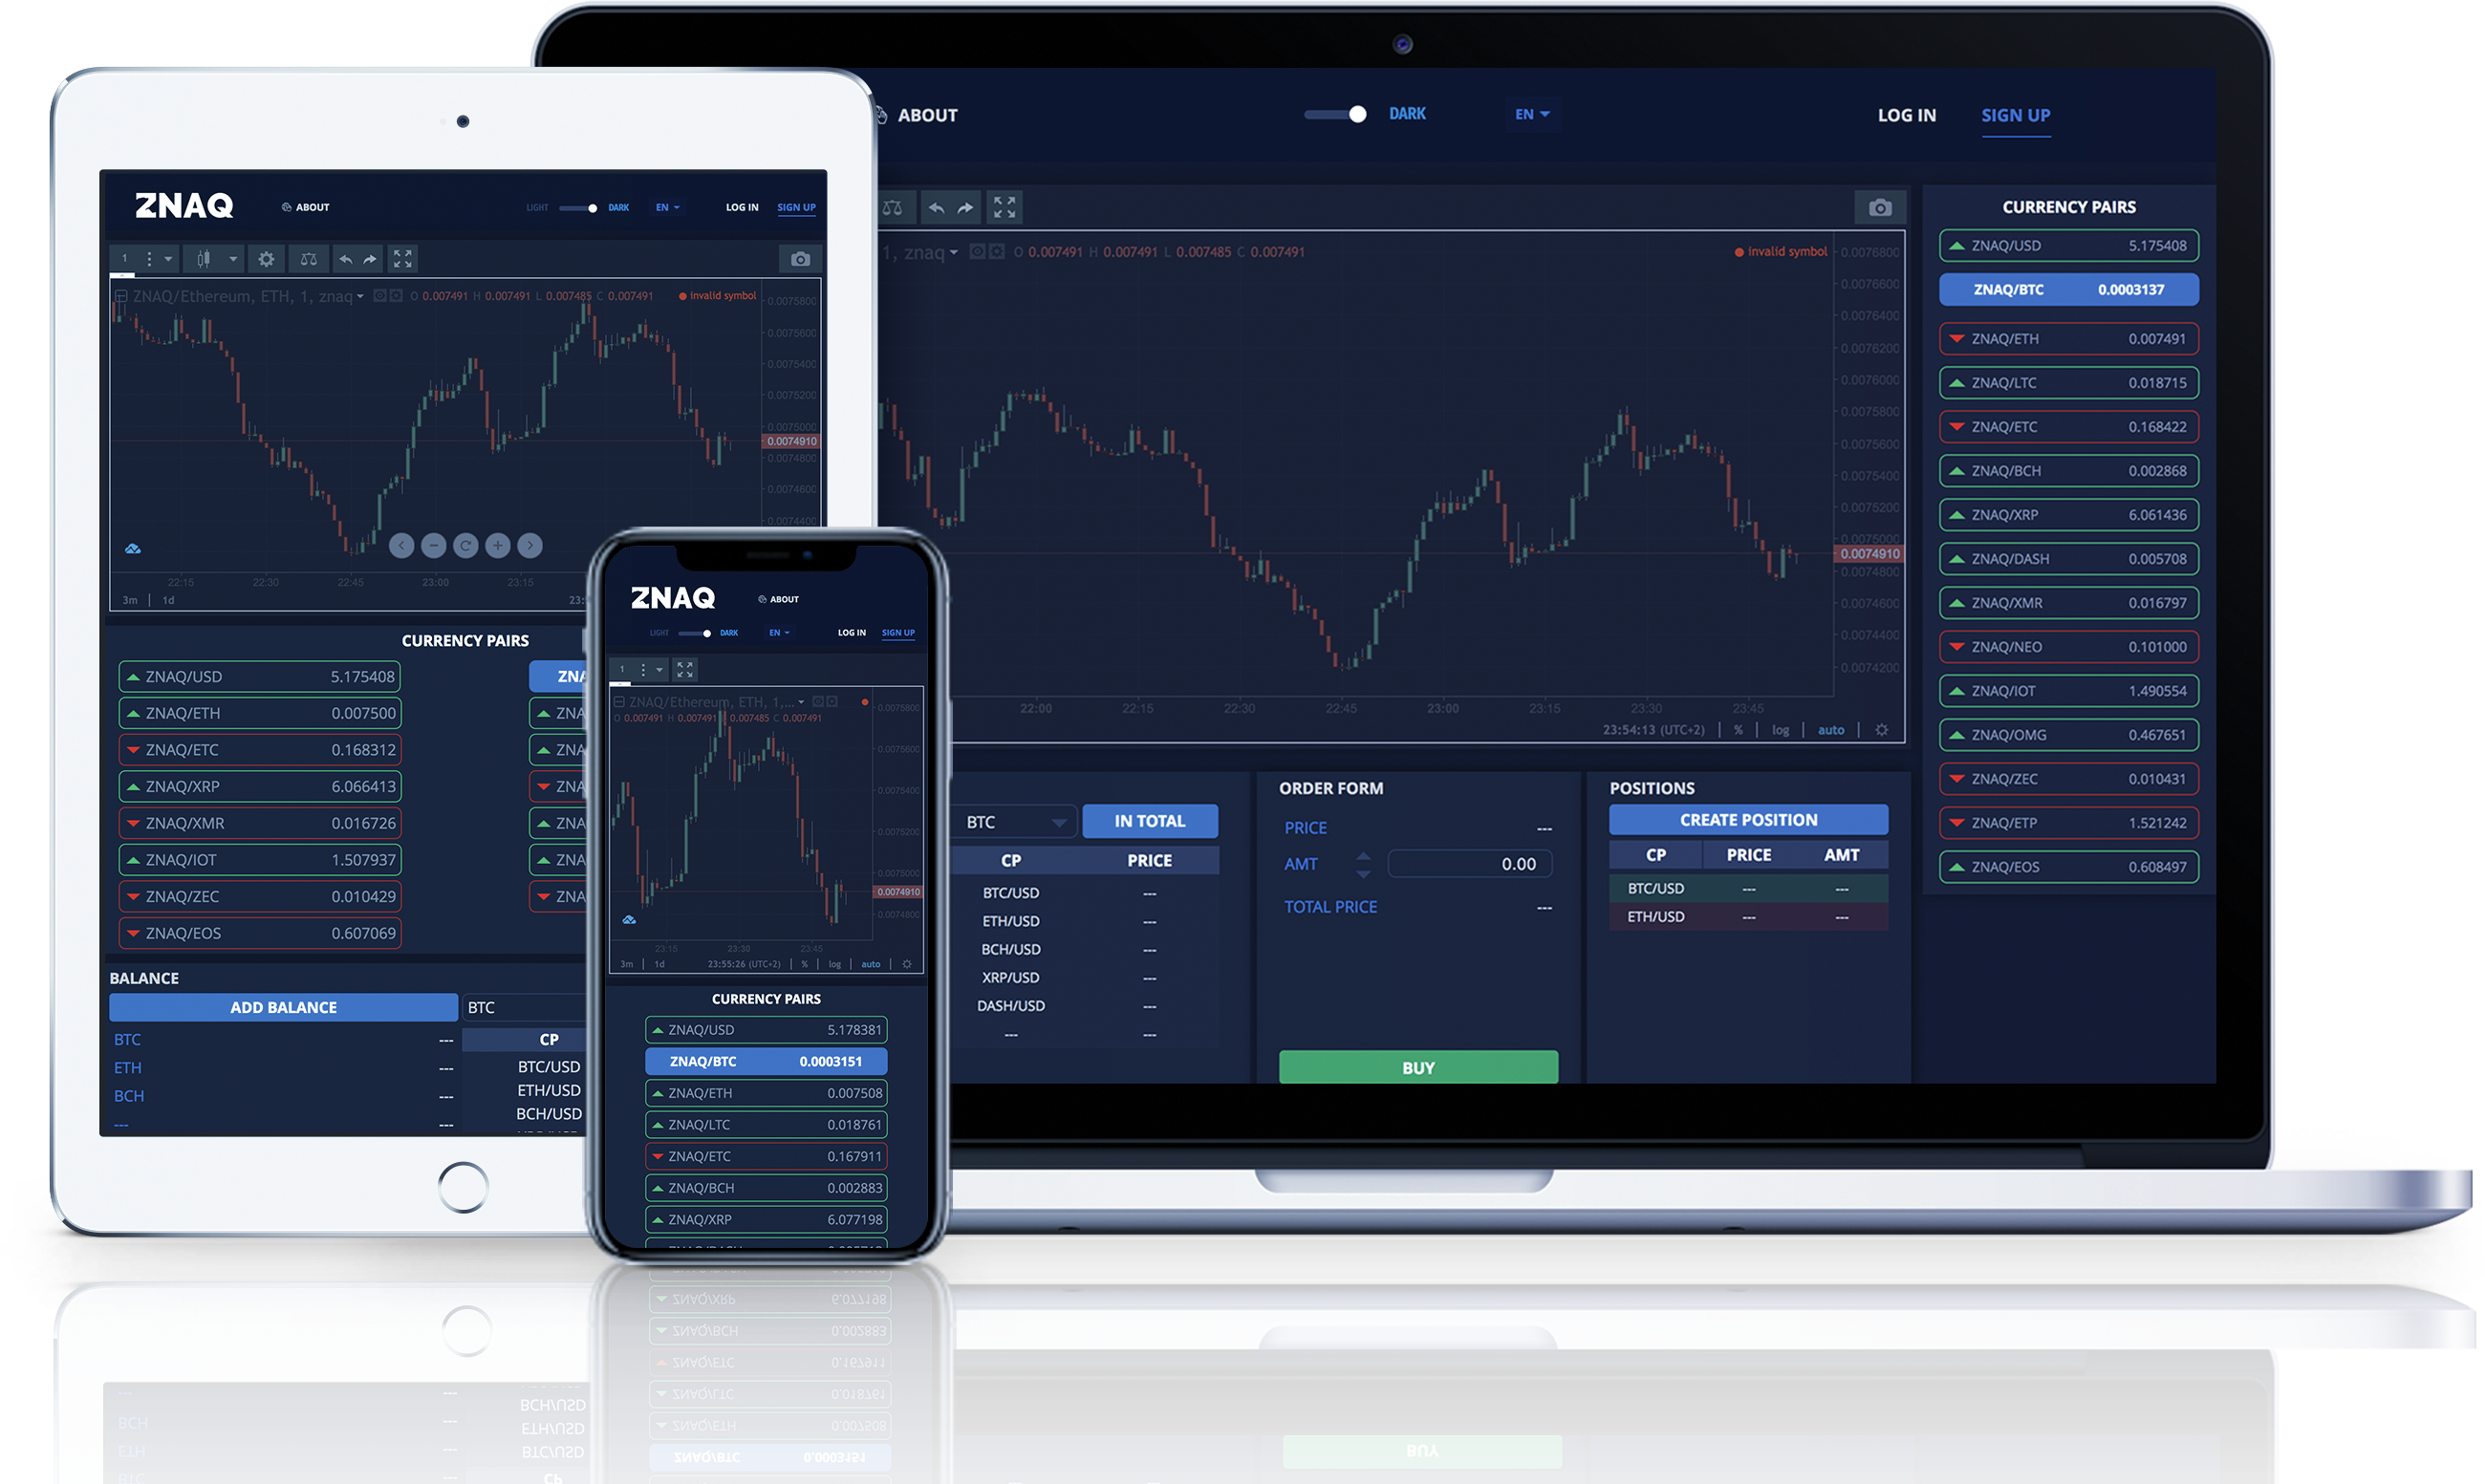 ABOUT
DARK
EN
LOG IN
SIGN UP
1, znaq
O 0.007491 H 0.007491 L 0.007485 C 0.007491
invalid symbol
0.0076800
0.0076600
0.0076400
0.0076200
0.0076000
0.0075800
0.0075600
0.0075400
0.0075200
0.0075000
0.0074910
0.0074800
0.0074600
0.0074400
0.0074200
22:00 22:15 22:30 22:45 23:00 23:15 23:30 23:45
23:54:13 (UTC+2) % log auto
CURRENCY PAIRS
ZNAQ/USD 5.175408
ZNAQ/BTC 0.0003137
ZNAQ/ETH 0.007491
ZNAQ/LTC 0.018715
ZNAQ/ETC 0.168422
ZNAQ/BCH 0.002868
ZNAQ/XRP 6.061436
ZNAQ/DASH 0.005708
ZNAQ/XMR 0.016797
ZNAQ/NEO 0.101000
ZNAQ/IOT 1.490554
ZNAQ/OMG 0.467651
ZNAQ/ZEC 0.010431
ZNAQ/ETP 1.521242
ZNAQ/EOS 0.608497
BTC
IN TOTAL
CP PRICE
BTC/USD ---
ETH/USD ---
BCH/USD ---
XRP/USD ---
DASH/USD ---
--- ---
ORDER FORM
PRICE ---
AMT 0.00
TOTAL PRICE ---
BUY
POSITIONS
CREATE POSITION
CP PRICE AMT
BTC/USD --- ---
ETH/USD --- ---
ZNAQ
ABOUT
LIGHT DARK
EN
LOG IN
SIGN UP
1
ZNAQ/Ethereum, ETH, 1, znaq
O 0.007491 H 0.007491 L 0.007485 C 0.007491
invalid symbol
0.0075800
0.0075600
0.0075400
0.0075200
0.0075000
0.0074910
0.0074800
0.0074600
0.0074400
22:15 22:30 22:45 23:00 23:15
3m 1d 23:
CURRENCY PAIRS
ZNAQ/USD 5.175408
ZNAQ/ETH 0.007500
ZNAQ/ETC 0.168312
ZNAQ/XRP 6.066413
ZNAQ/XMR 0.016726
ZNAQ/IOT 1.507937
ZNAQ/ZEC 0.010429
ZNAQ/EOS 0.607069
BALANCE
ADD BALANCE
BTC
BTC ---
ETH ---
BCH ---
--- ---
CP
BTC/USD
ETH/USD
BCH/USD
ZNAQ
ABOUT
LIGHT DARK
EN
LOG IN
SIGN UP
1
ZNAQ/Ethereum, ETH, 1,...
O 0.007491 H 0.007491 0.007485 C 0.007491
0.0075800
0.0075600
0.0075400
0.0075200
0.0075000
0.0074910
0.0074800
23:15 23:30 23:45
3m 1d 23:55:26 (UTC+2) % log auto
CURRENCY PAIRS
ZNAQ/USD 5.178381
ZNAQ/BTC 0.0003151
ZNAQ/ETH 0.007508
ZNAQ/LTC 0.018761
ZNAQ/ETC 0.167911
ZNAQ/BCH 0.002883
ZNAQ/XRP 6.077198